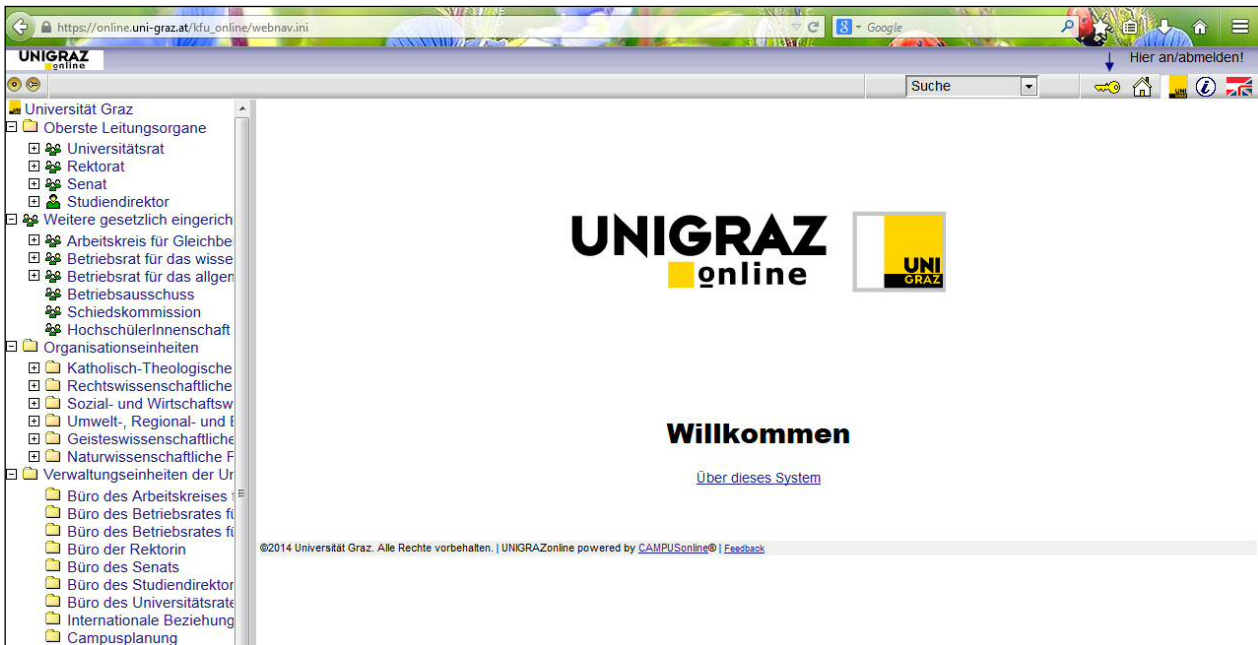 https://online.uni-graz.at/kfu_online/webnav.ini
Google
UNIGRAZ
online
Hier an/abmelden!
Suche
UNI
Universität Graz
Oberste Leitungsorgane
Universitätsrat
Rektorat
Senat
Studiendirektor
Weitere gesetzlich eingerich
Arbeitskreis für Gleichbe
Betriebsrat für das wisse
Betriebsrat für das allgen
Betriebsausschuss
Schiedskommission
HochschülerInnenschaft
Organisationseinheiten
Katholisch-Theologische
Rechtswissenschaftliche
Sozial- und Wirtschaftsw
Umwelt-, Regional- und B
Geisteswissenschaftliche
Naturwissenschaftliche F
Verwaltungseinheiten der Ur
Büro des Arbeitskreises f
Büro des Betriebsrates fü
Büro des Betriebsrates fü
Büro der Rektorin
Büro des Senats
Büro des Studiendirektor
Büro des Universitätsrate
Internationale Beziehung
Campusplanung
UNIGRAZ
online
UNI
GRAZ
Willkommen
Über dieses System
©2014 Universität Graz. Alle Rechte vorbehalten. | UNIGRAZonline powered by CAMPUSonline® | Feedback